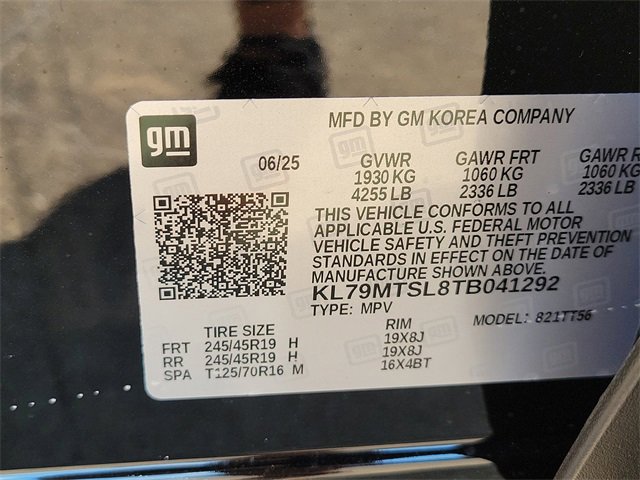 gm
MFD BY GM KOREA COMPANY
06/25
GVWR GAWR FRT GAWR R
1930 KG 1060 KG 1060 KG
4255 LB 2336 LB 2336 LB
THIS VEHICLE CONFORMS TO ALL
APPLICABLE U.S. FEDERAL MOTOR
VEHICLE SAFETY AND THEFT PREVENTION
STANDARDS IN EFFECT ON THE DATE OF
MANUFACTURE SHOWN ABOVE.
KL79MTSL8TB041292
TYPE: MPV
MODEL: 821TT56
TIRE SIZE RIM
FRT 245/45R19 H 19X8J
RR 245/45R19 H 19X8J
SPA T125/70R16 M 16X4BT